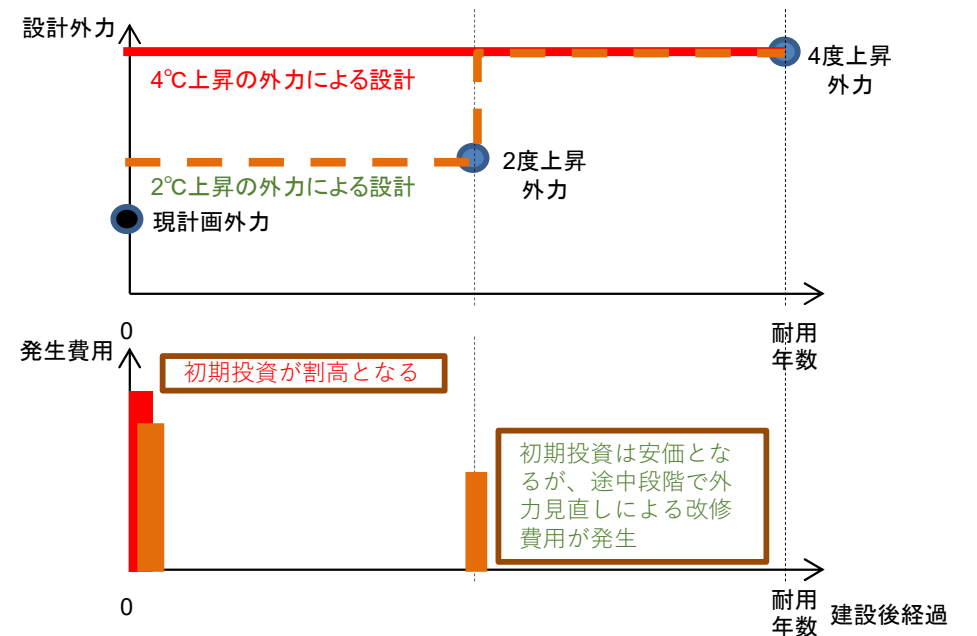 設計外力
4℃上昇の外力による設計
4度上昇
外力
2度上昇
外力
2℃上昇の外力による設計
現計画外力
0
耐用
年数
発生費用
初期投資が割高となる
初期投資は安価とな
るが、途中段階で外
力見直しによる改修
費用が発生
0
耐用
年数
建設後経過